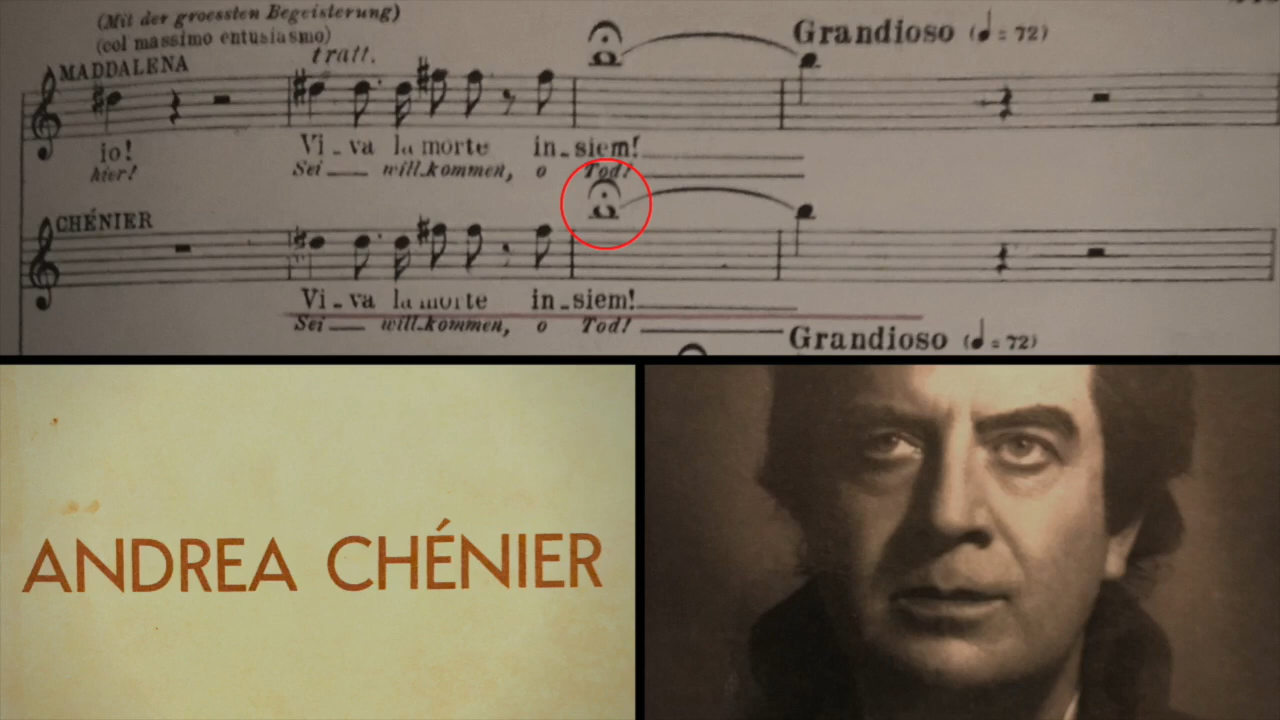 (Mit der groessten Begeisterung)
(col massimo entusiasmo)
tratt.
Grandioso (♩ = 72)
MADDALENA
io! Vi - va la morte in - siem!
hier! Sei will-kommen, o Tod!
CHÉNIER
Vi - va la morte in - siem!
Sei will-kommen, o Tod!
Grandioso (♩ = 72)
ANDREA CHÉNIER